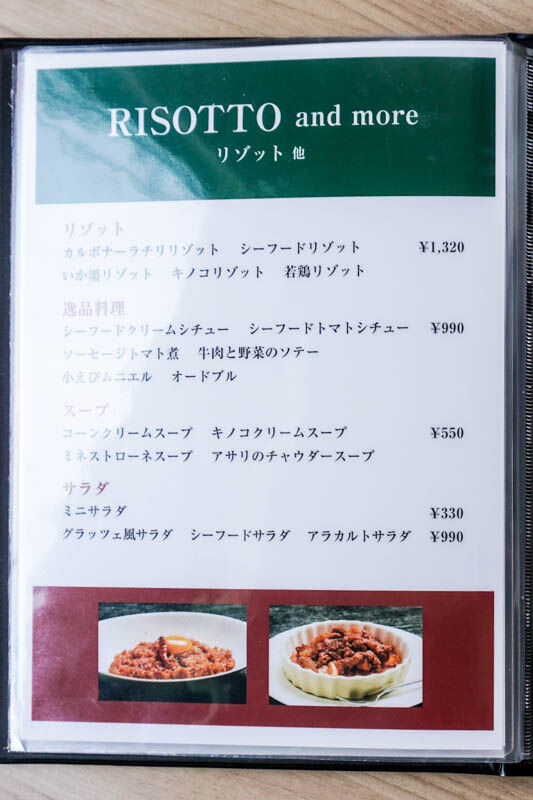 RISOTTO and more
リゾット 他
リゾット
カルボナーラチリリゾット シーフードリゾット ¥1,320
いか墨リゾット キノコリゾット 若鶏リゾット
逸品料理
シーフードクリームシチュー シーフードトマトシチュー ¥990
ソーセージトマト煮 牛肉と野菜のソテー
小えびムニエル オードブル
スープ
コーンクリームスープ キノコクリームスープ ¥550
ミネストローネスープ アサリのチャウダースープ
サラダ
ミニサラダ ¥330
グラッツェ風サラダ シーフードサラダ アラカルトサラダ ¥990